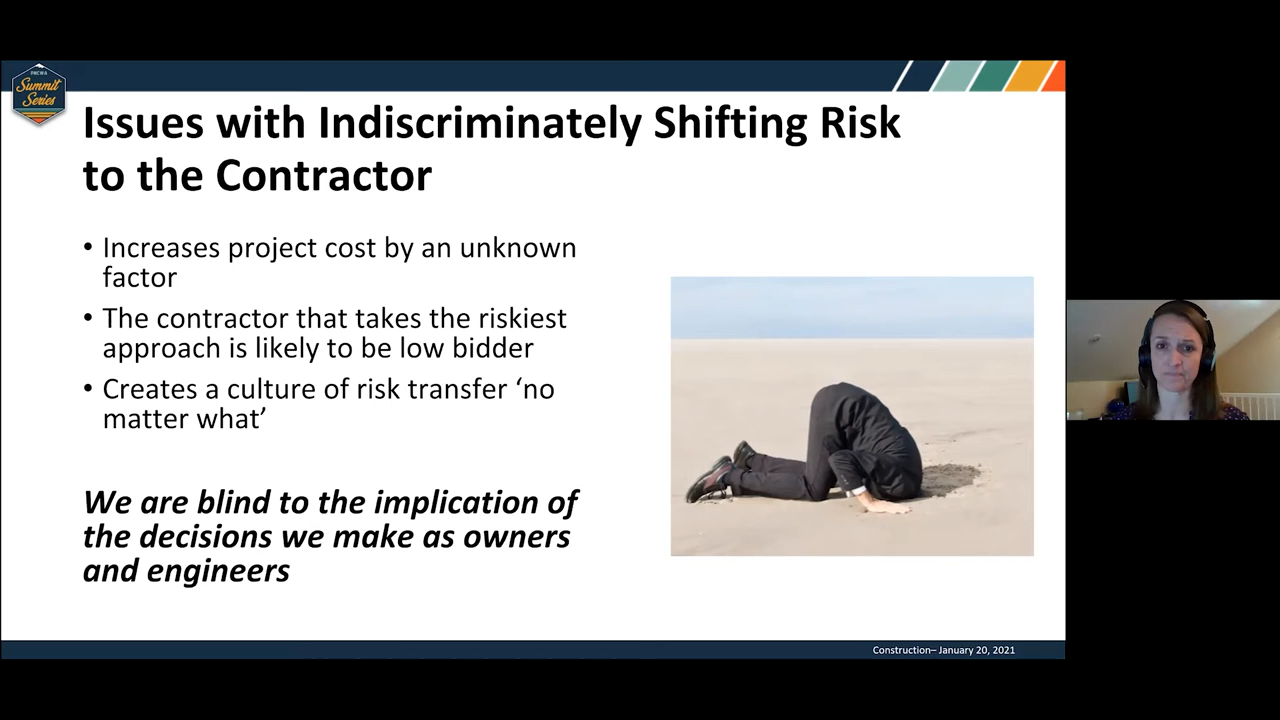 PNCWA
Summit
Series
Issues with Indiscriminately Shifting Risk
to the Contractor
• Increases project cost by an unknown
factor
• The contractor that takes the riskiest
approach is likely to be low bidder
• Creates a culture of risk transfer ‘no
matter what’
We are blind to the implication of
the decisions we make as owners
and engineers
Construction– January 20, 2021